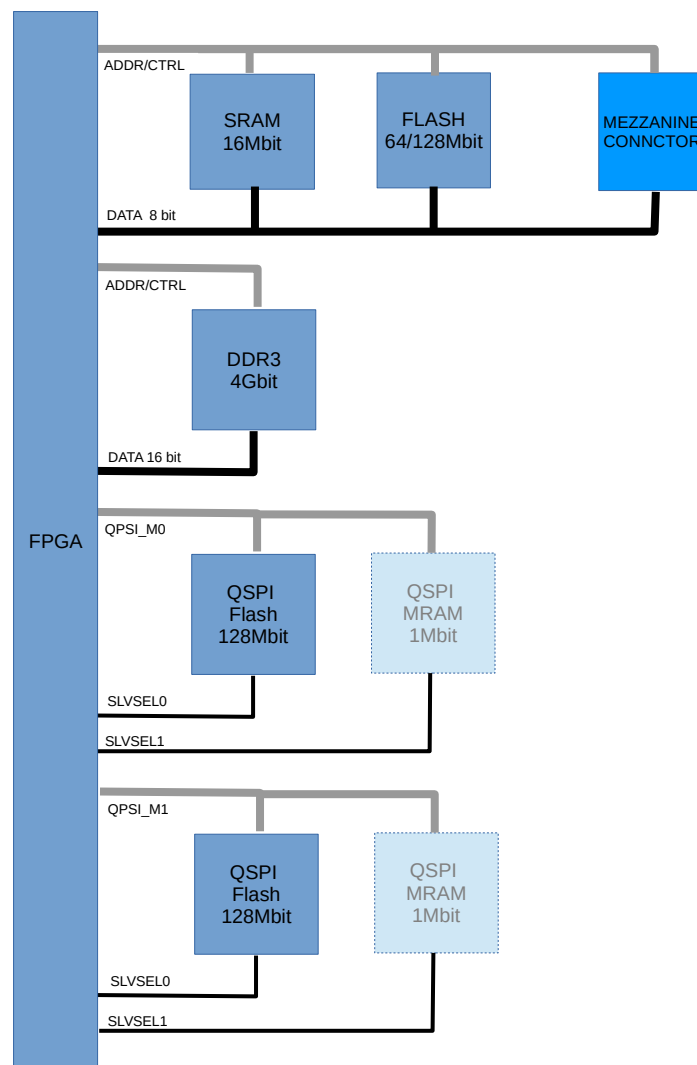 ADDR/CTRL
SRAM
16Mbit
FLASH
64/128Mbit
MEZZANINE
CONNCTOR
DATA 8 bit
ADDR/CTRL
DDR3
4Gbit
DATA 16 bit
FPGA
QPSI_M0
QSPI
Flash
128Mbit
QSPI
MRAM
1Mbit
SLVSEL0
SLVSEL1
QPSI_M1
QSPI
Flash
128Mbit
QSPI
MRAM
1Mbit
SLVSEL0
SLVSEL1